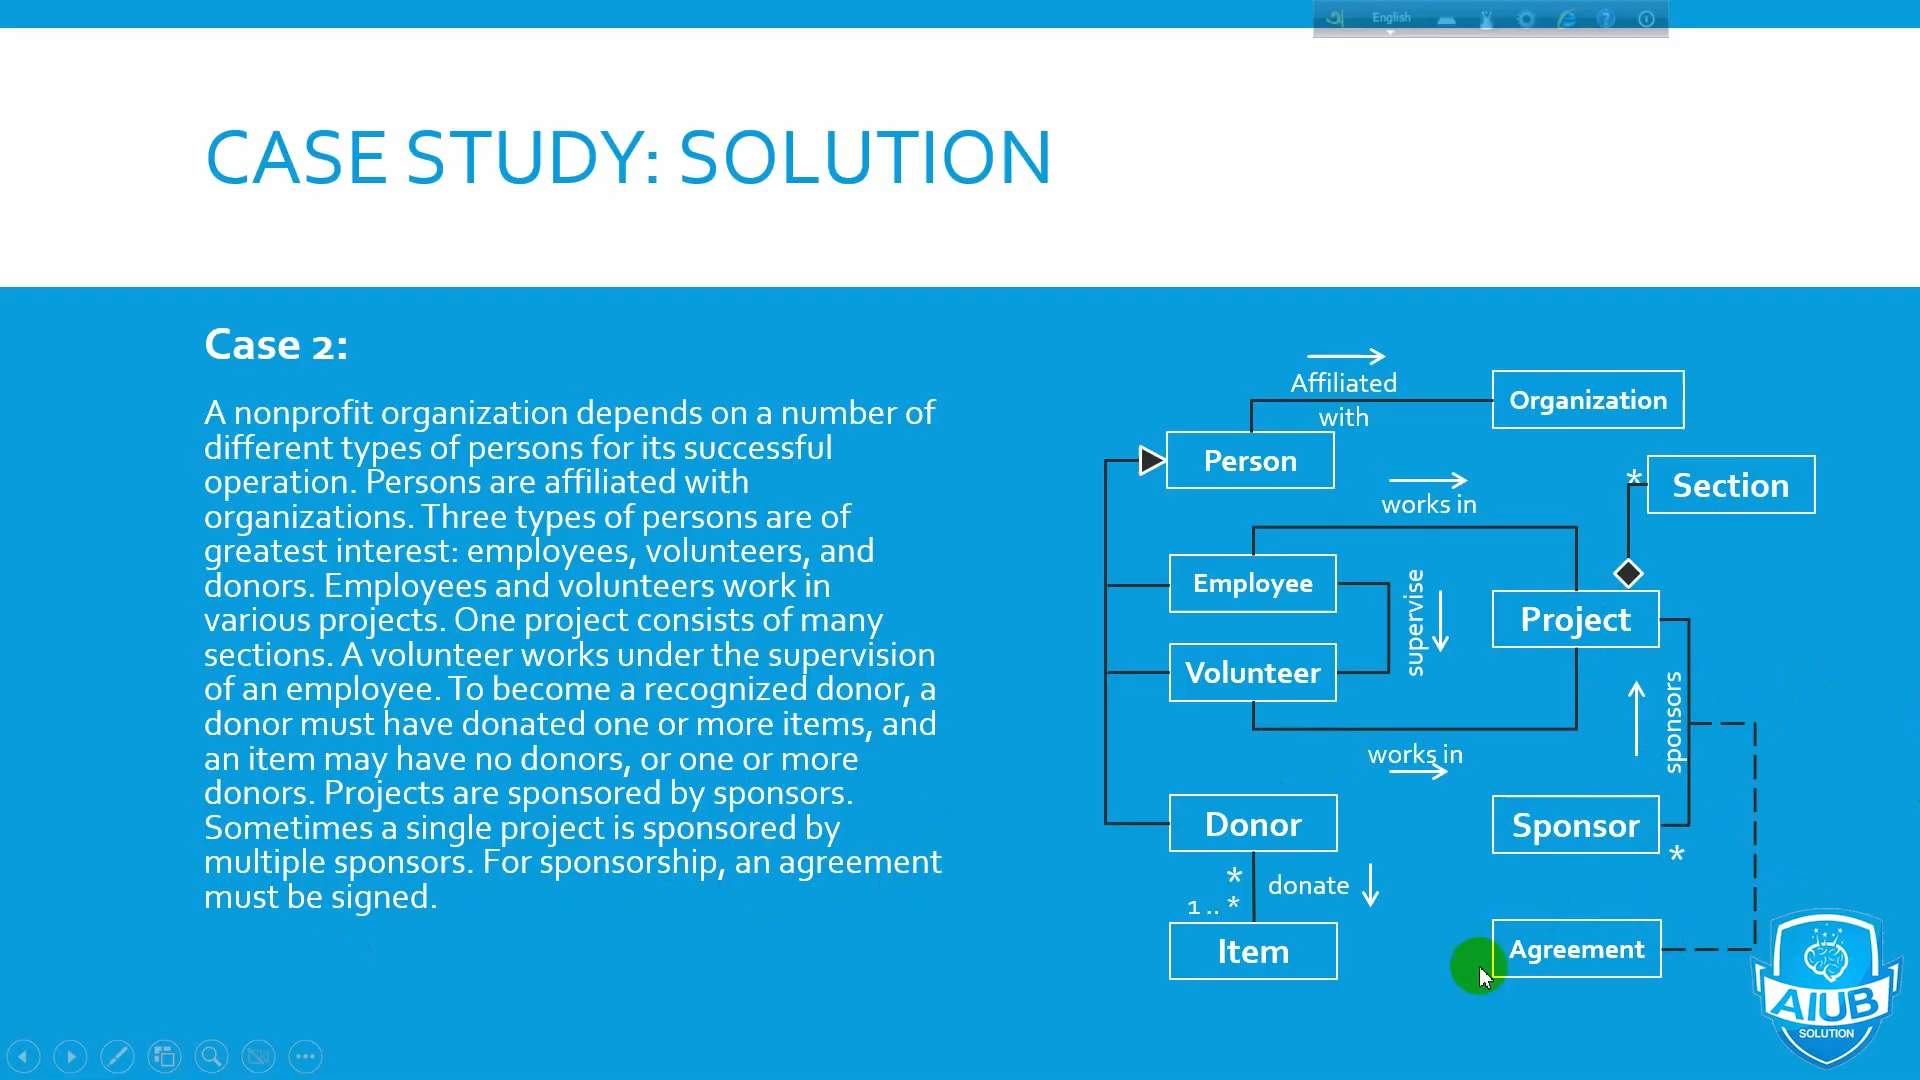 English
CASE STUDY: SOLUTION
Case 2:
A nonprofit organization depends on a number of
different types of persons for its successful
operation. Persons are affiliated with
organizations. Three types of persons are of
greatest interest: employees, volunteers, and
donors. Employees and volunteers work in
various projects. One project consists of many
sections. A volunteer works under the supervision
of an employee. To become a recognized donor, a
donor must have donated one or more items, and
an item may have no donors, or one or more
donors. Projects are sponsored by sponsors.
Sometimes a single project is sponsored by
multiple sponsors. For sponsorship, an agreement
must be signed.
Affiliated
with
Organization
Person
works in
*
Section
Employee
supervise
Project
Volunteer
sponsors
works in
Donor
Sponsor
*
*
donate
1..*
Item
Agreement
AIUB
SOLUTION